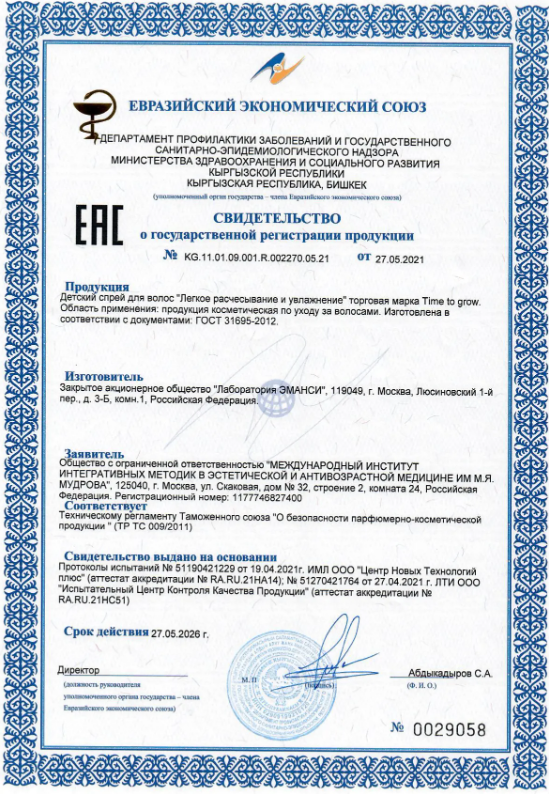 ЕВРАЗИЙСКИЙ ЭКОНОМИЧЕСКИЙ СОЮЗ
ДЕПАРТАМЕНТ ПРОФИЛАКТИКИ ЗАБОЛЕВАНИЙ И ГОСУДАРСТВЕННОГО
САНИТАРНО-ЭПИДЕМИОЛОГИЧЕСКОГО НАДЗОРА
МИНИСТЕРСТВА ЗДРАВООХРАНЕНИЯ И СОЦИАЛЬНОГО РАЗВИТИЯ
КЫРГЫЗСКОЙ РЕСПУБЛИКИ
КЫРГЫЗСКАЯ РЕСПУБЛИКА, БИШКЕК
(уполномоченный орган государства – члена Евразийского экономического союза)
EAC
СВИДЕТЕЛЬСТВО
о государственной регистрации продукции
№ KG.11.01.09.001.R.002270.05.21 от 27.05.2021
Продукция
Детский спрей для волос "Легкое расчесывание и увлажнение" торговая марка Time to grow.
Область применения: продукция косметическая по уходу за волосами. Изготовлена в
соответствии с документами: ГОСТ 31695-2012.
Изготовитель
Закрытое акционерное общество "Лаборатория ЭМАНСИ", 119049, г. Москва, Люсиновский 1-й
пер., д. 3-Б, комн.1, Российская Федерация.
Заявитель
Общество с ограниченной ответственностью "МЕЖДУНАРОДНЫЙ ИНСТИТУТ
ИНТЕГРАТИВНЫХ МЕТОДИК В ЭСТЕТИЧЕСКОЙ И АНТИВОЗРАСТНОЙ МЕДИЦИНЕ ИМ М.Я.
МУДРОВА", 125040, г. Москва, ул. Скаковая, дом № 32, строение 2, комната 24, Российская
Федерация. Регистрационный номер: 1177746827400
Соответствует
Техническому регламенту Таможенного союза "О безопасности парфюмерно-косметической
продукции " (ТР ТС 009/2011)
Свидетельство выдано на основании
Протоколы испытаний № 51190421229 от 19.04.2021г. ИМЛ ООО "Центр Новых Технологий
плюс" (аттестат аккредитации № RA.RU.21НА14); № 51270421764 от 27.04.2021 г. ЛТИ ООО
"Испытательный Центр Контроля Качества Продукции" (аттестат аккредитации №
RA.RU.21НС51)
Срок действия 27.05.2026 г.
Директор
(должность руководителя
уполномоченного органа государства – члена
Евразийского экономического союза)
М. П.
(подпись)
Абдыкадыров С.А.
(Ф. И. О.)
№ 0029058